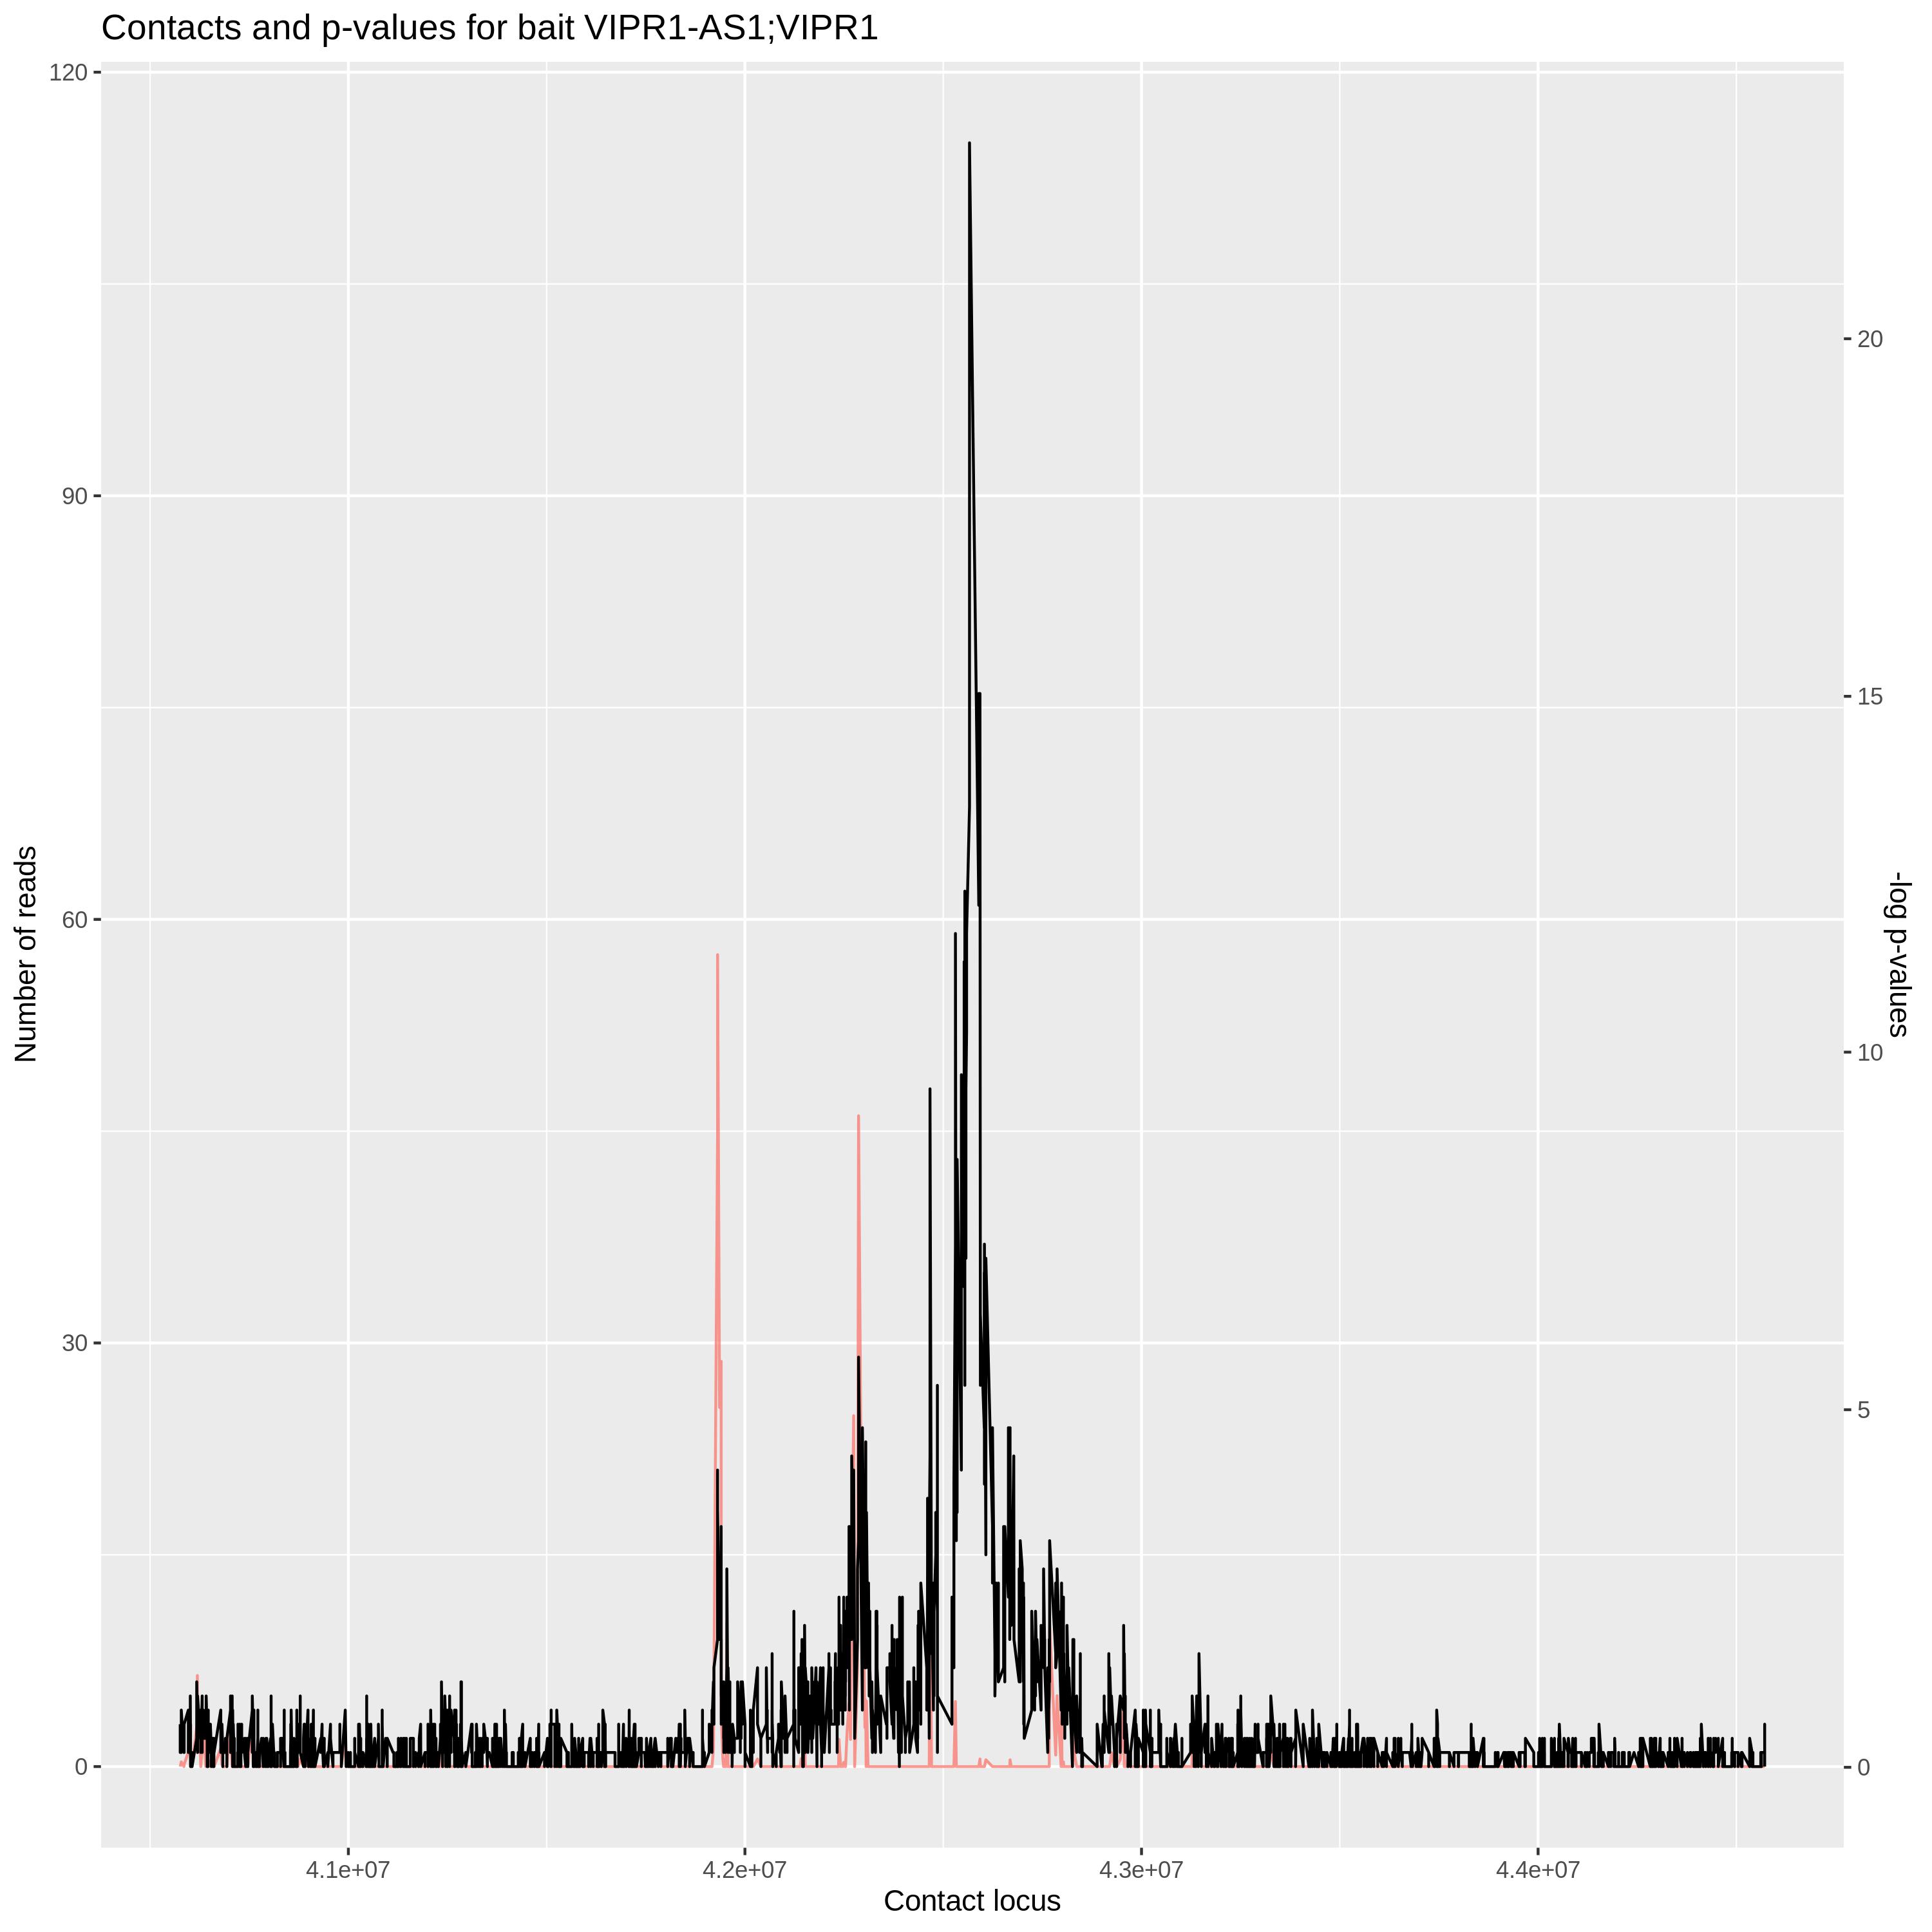 Contacts and p-values for bait VIPR1-AS1;VIPR1
120
90
60
30
0
Number of reads
20
15
10
5
0
-log p-values
4.1e+07
4.2e+07
4.3e+07
4.4e+07
Contact locus